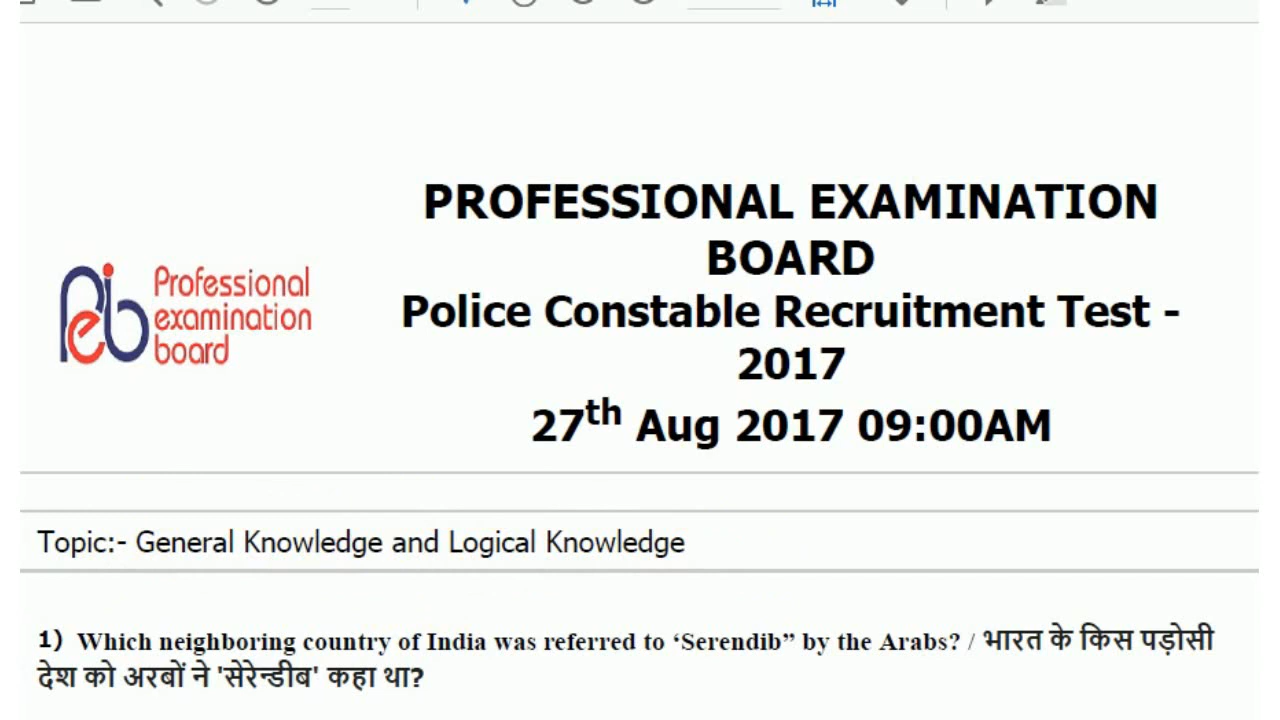 PROFESSIONAL EXAMINATION
BOARD
Police Constable Recruitment Test -
2017
27th Aug 2017 09:00AM
Professional
examination
board
Topic:- General Knowledge and Logical Knowledge
1) Which neighboring country of India was referred to ‘Serendib” by the Arabs? / भारत के किस पड़ोसी
देश को अरबों ने 'सेरेन्डीब' कहा था?